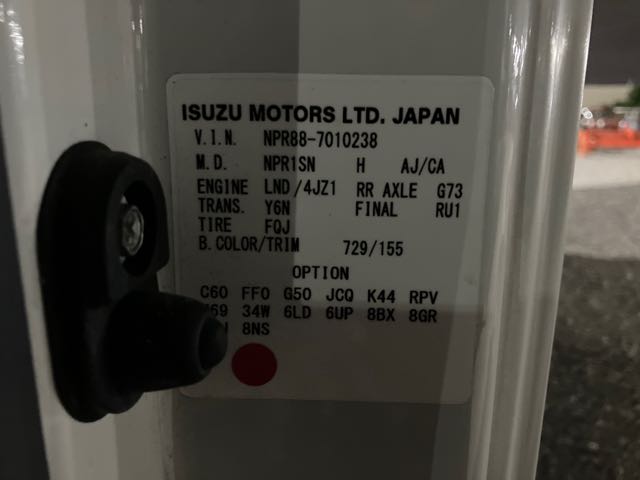 ISUZU MOTORS LTD. JAPAN
V.I.N. NPR88-7010238
M.D. NPR1SN H AJ/CA
ENGINE LND/4JZ1 RR AXLE G73
TRANS. Y6N FINAL RU1
TIRE FQJ
B.COLOR/TRIM 729/155
OPTION
C60 FF0 G50 JCQ K44 RPV
34W 6LD 6UP 8BX 8GR
8NS